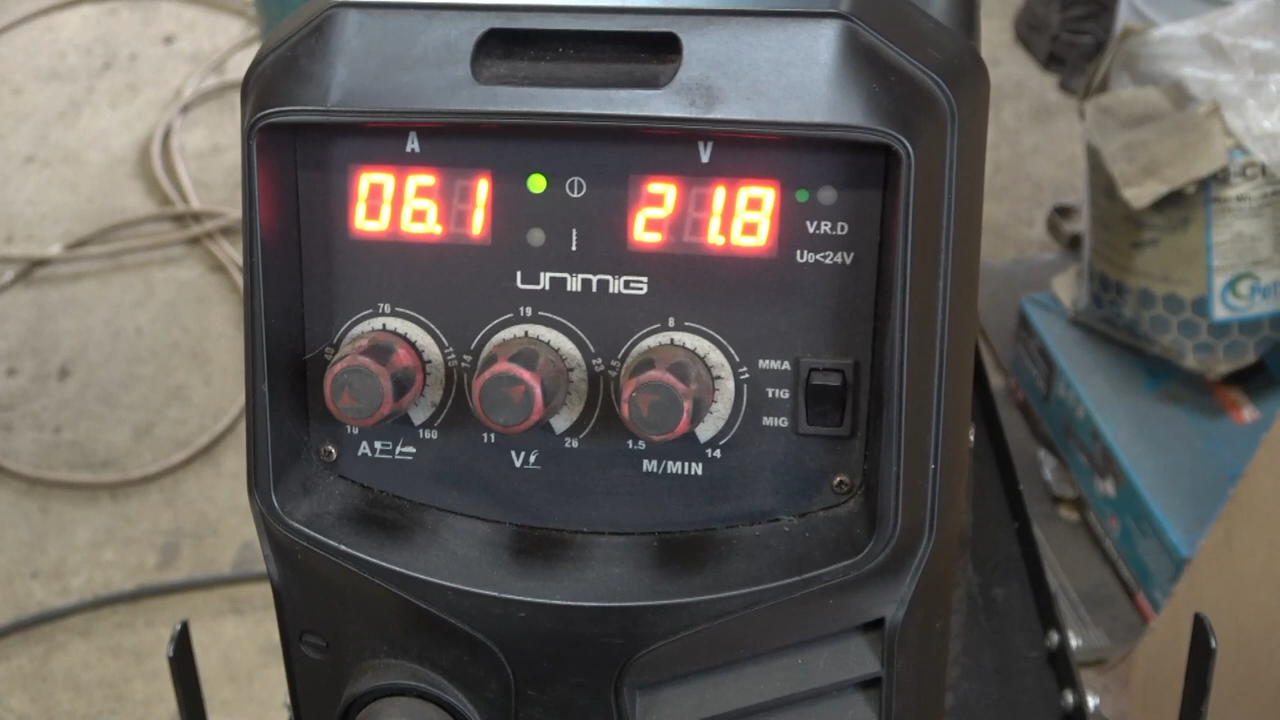 A
V
06.1
21.8
V.R.D
U0<24V
UNIMIG
40
70
115
10
160
A
14
19
23
11
26
V
4.5
8
11
1.5
14
M/MIN
MMA
TIG
MIG